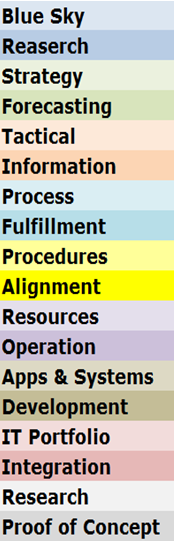 Blue Sky
Reaserch
Strategy
Forecasting
Tactical
Information
Process
Fulfillment
Procedures
Alignment
Resources
Operation
Apps & Systems
Development
IT Portfolio
Integration
Research
Proof of Concept